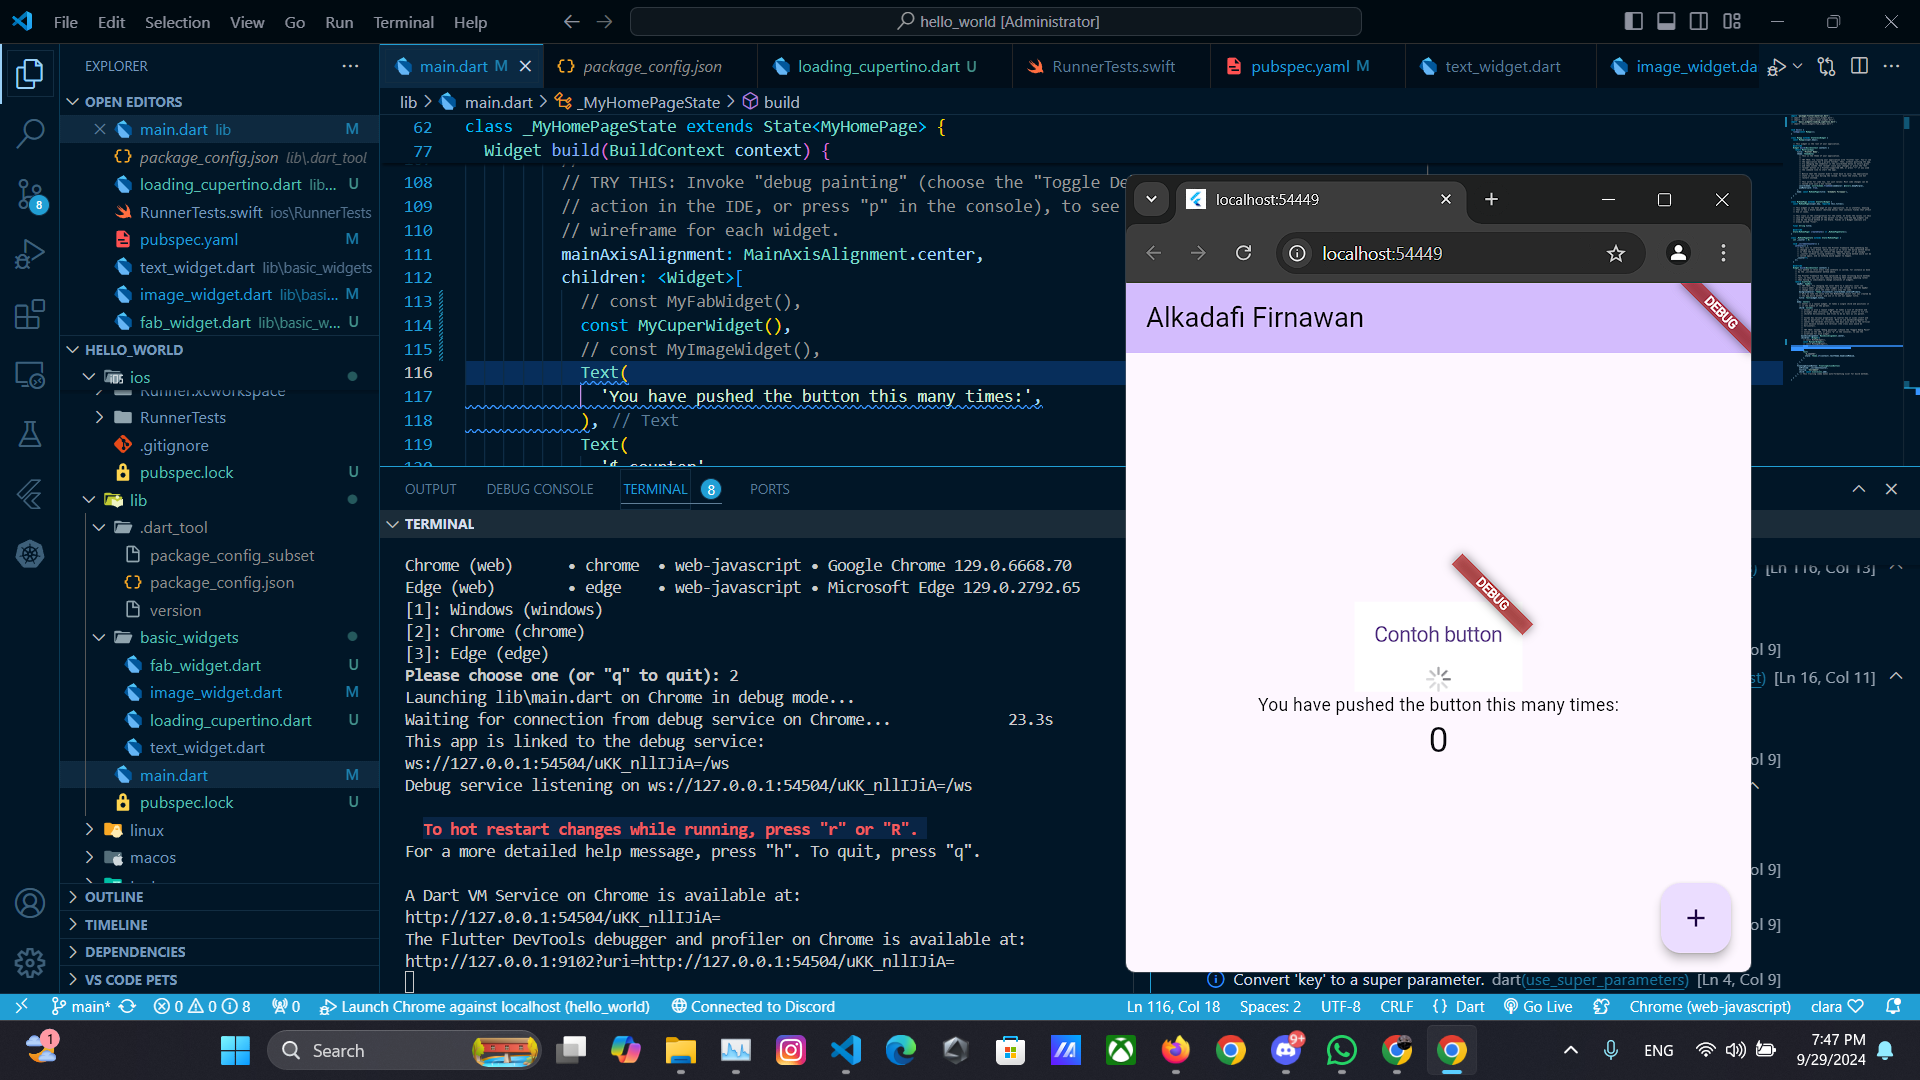 File Edit Selection View Go Run Terminal Help
hello_world [Administrator]
EXPLORER
OPEN EDITORS
main.dart lib M
package_config.json lib\.dart_tool
loading_cupertino.dart lib... U
RunnerTests.swift ios\RunnerTests
pubspec.yaml M
text_widget.dart lib\basic_widgets
image_widget.dart lib\basi... M
fab_widget.dart lib\basic_w... U
HELLO_WORLD
ios
Runner.xcworkspace
RunnerTests
.gitignore
pubspec.lock U
lib
.dart_tool
package_config_subset
package_config.json
version
basic_widgets
fab_widget.dart U
image_widget.dart M
loading_cupertino.dart U
text_widget.dart
main.dart M
pubspec.lock U
linux
macos
OUTLINE
TIMELINE
DEPENDENCIES
VS CODE PETS
8
main.dart M
package_config.json
loading_cupertino.dart U
RunnerTests.swift
pubspec.yaml M
text_widget.dart
image_widget.da
lib > main.dart > _MyHomePageState > build
62 class _MyHomePageState extends State<MyHomePage> {
77 Widget build(BuildContext context) {
108 // TRY THIS: Invoke "debug painting" (choose the "Toggle De
109 // action in the IDE, or press "p" in the console), to see
110 // wireframe for each widget.
111 mainAxisAlignment: MainAxisAlignment.center,
112 children: <Widget>[
113 // const MyFabWidget(),
114 const MyCuperWidget(),
115 // const MyImageWidget(),
116 Text(
117 'You have pushed the button this many times:',
118 ), // Text
119 Text(
120 '$_counter'
OUTPUT DEBUG CONSOLE TERMINAL 8 PORTS
TERMINAL
Chrome (web) • chrome • web-javascript • Google Chrome 129.0.6668.70
Edge (web) • edge • web-javascript • Microsoft Edge 129.0.2792.65
[1]: Windows (windows)
[2]: Chrome (chrome)
[3]: Edge (edge)
Please choose one (or "q" to quit): 2
Launching lib\main.dart on Chrome in debug mode...
Waiting for connection from debug service on Chrome... 23.3s
This app is linked to the debug service:
ws://127.0.0.1:54504/uKK_nllIJiA=/ws
Debug service listening on ws://127.0.0.1:54504/uKK_nllIJiA=/ws
To hot restart changes while running, press "r" or "R".
For a more detailed help message, press "h". To quit, press "q".
A Dart VM Service on Chrome is available at:
http://127.0.0.1:54504/uKK_nllIJiA=
The Flutter DevTools debugger and profiler on Chrome is available at:
http://127.0.0.1:9102?uri=http://127.0.0.1:54504/uKK_nllIJiA=
localhost:54449
localhost:54449
Alkadafi Firnawan
DEBUG
DEBUG
Contoh button
You have pushed the button this many times:
0
+
[Ln 116, Col 13]
ol 9]
st) [Ln 16, Col 11]
ol 9]
ol 9]
ol 9]
Convert 'key' to a super parameter. dart(use_super_parameters) [Ln 4, Col 9]
main* 0 0 8 0 Launch Chrome against localhost (hello_world) Connected to Discord
Ln 116, Col 18 Spaces: 2 UTF-8 CRLF {} Dart Go Live Chrome (web-javascript) clara
1
Search
9+
ENG
7:47 PM
9/29/2024